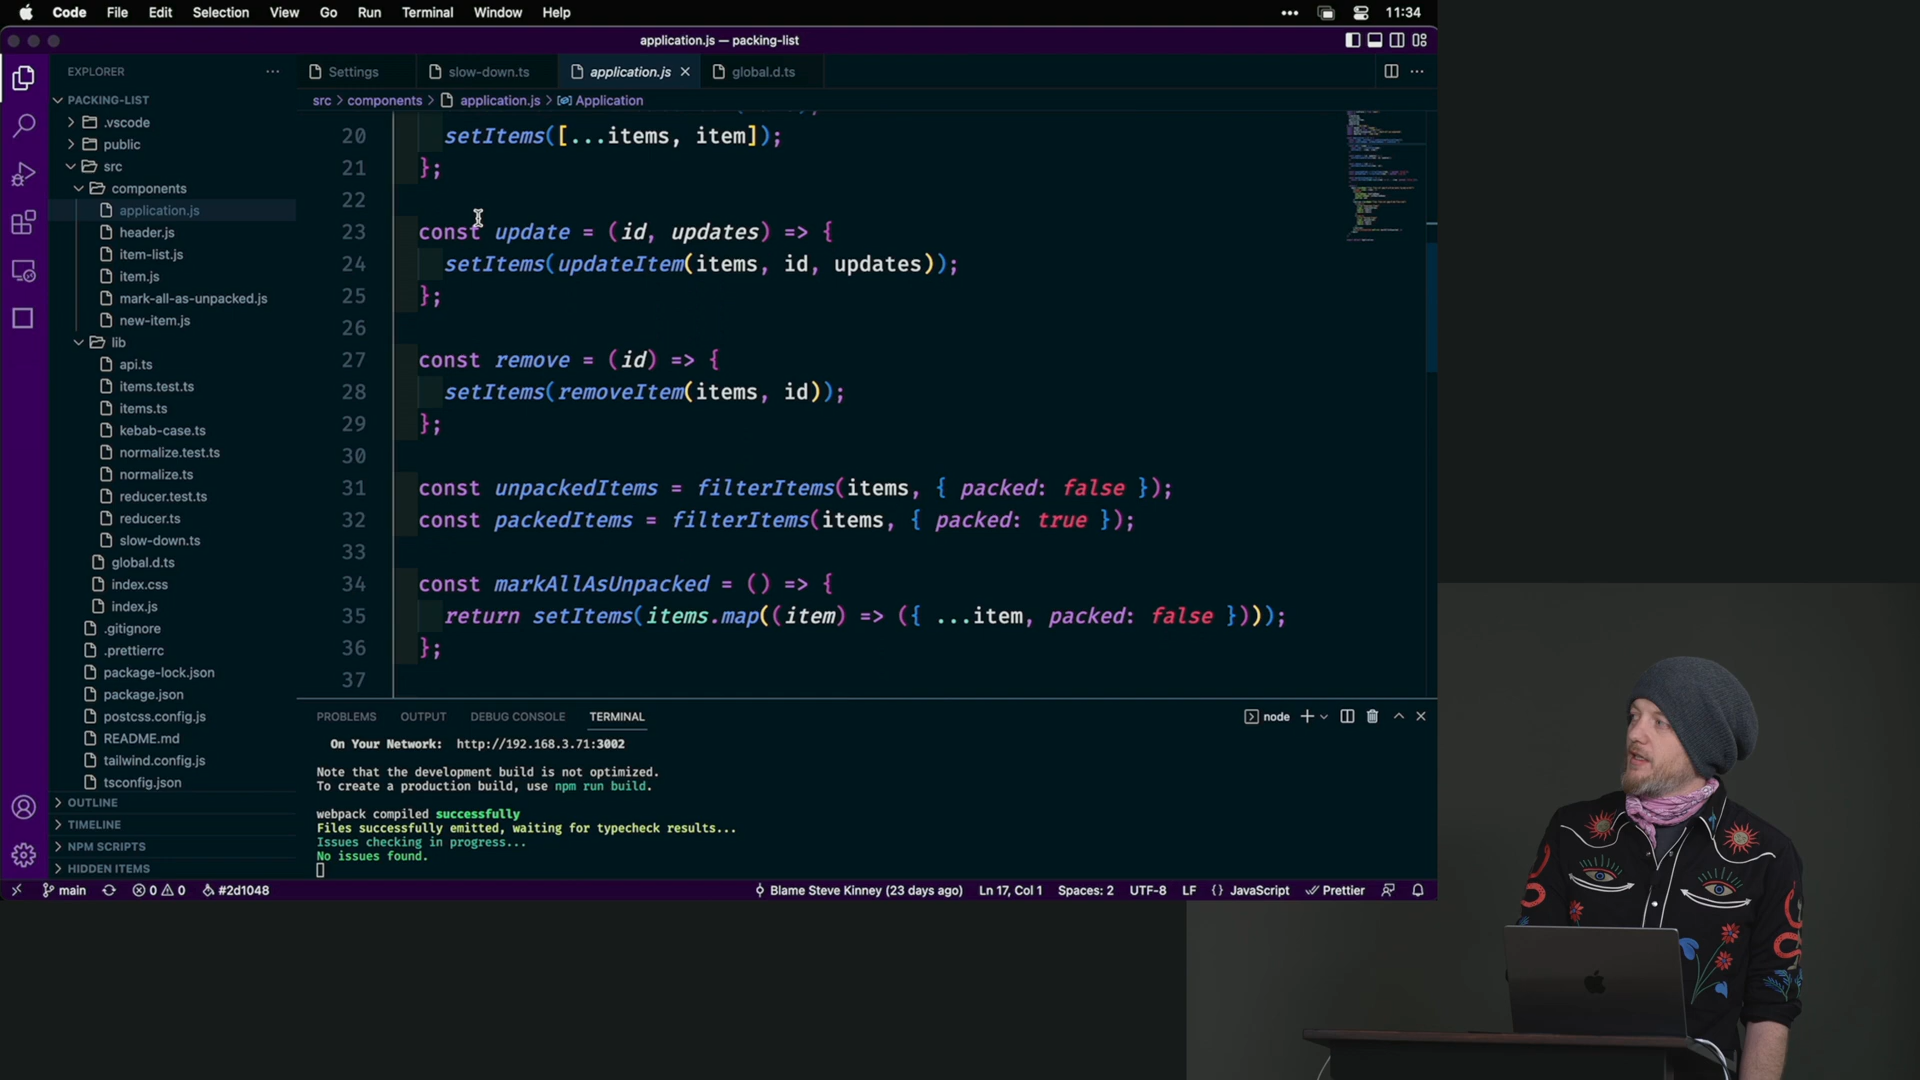 Code File Edit Selection View Go Run Terminal Window Help 11:34
application.js — packing-list
EXPLORER
Settings
slow-down.ts
application.js
global.d.ts
src > components > application.js > Application
PACKING-LIST
.vscode
public
src
components
application.js
header.js
item-list.js
item.js
mark-all-as-unpacked.js
new-item.js
lib
api.ts
items.test.ts
items.ts
kebab-case.ts
normalize.test.ts
normalize.ts
reducer.test.ts
reducer.ts
slow-down.ts
global.d.ts
index.css
index.js
.gitignore
.prettierrc
package-lock.json
package.json
postcss.config.js
README.md
tailwind.config.js
tsconfig.json
OUTLINE
TIMELINE
NPM SCRIPTS
HIDDEN ITEMS
20 setItems([...items, item]);
21 };
22
23 const update = (id, updates) => {
24 setItems(updateItem(items, id, updates));
25 };
26
27 const remove = (id) => {
28 setItems(removeItem(items, id));
29 };
30
31 const unpackedItems = filterItems(items, { packed: false });
32 const packedItems = filterItems(items, { packed: true });
33
34 const markAllAsUnpacked = () => {
35 return setItems(items.map((item) => ({ ...item, packed: false })));
36 };
37
PROBLEMS OUTPUT DEBUG CONSOLE TERMINAL node
On Your Network: http://192.168.3.71:3002
Note that the development build is not optimized.
To create a production build, use npm run build.
webpack compiled successfully
Files successfully emitted, waiting for typecheck results...
Issues checking in progress...
No issues found.
main 0 0 #2d1048 Blame Steve Kinney (23 days ago) Ln 17, Col 1 Spaces: 2 UTF-8 LF {} JavaScript Prettier